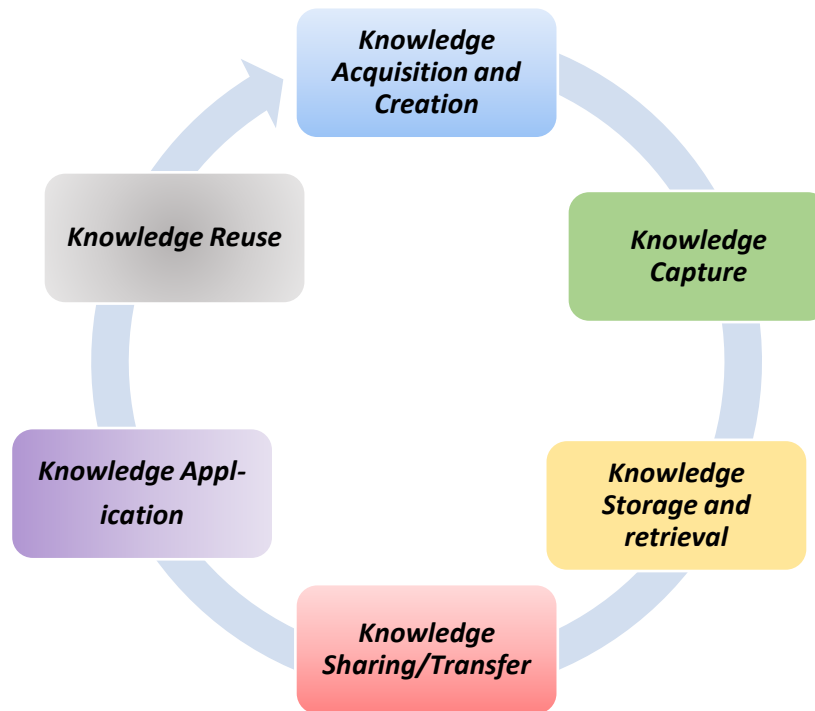 Knowledge
Acquisition and
Creation
Knowledge
Capture
Knowledge
Storage and
retrieval
Knowledge
Sharing/Transfer
Knowledge Appl-
ication
Knowledge Reuse